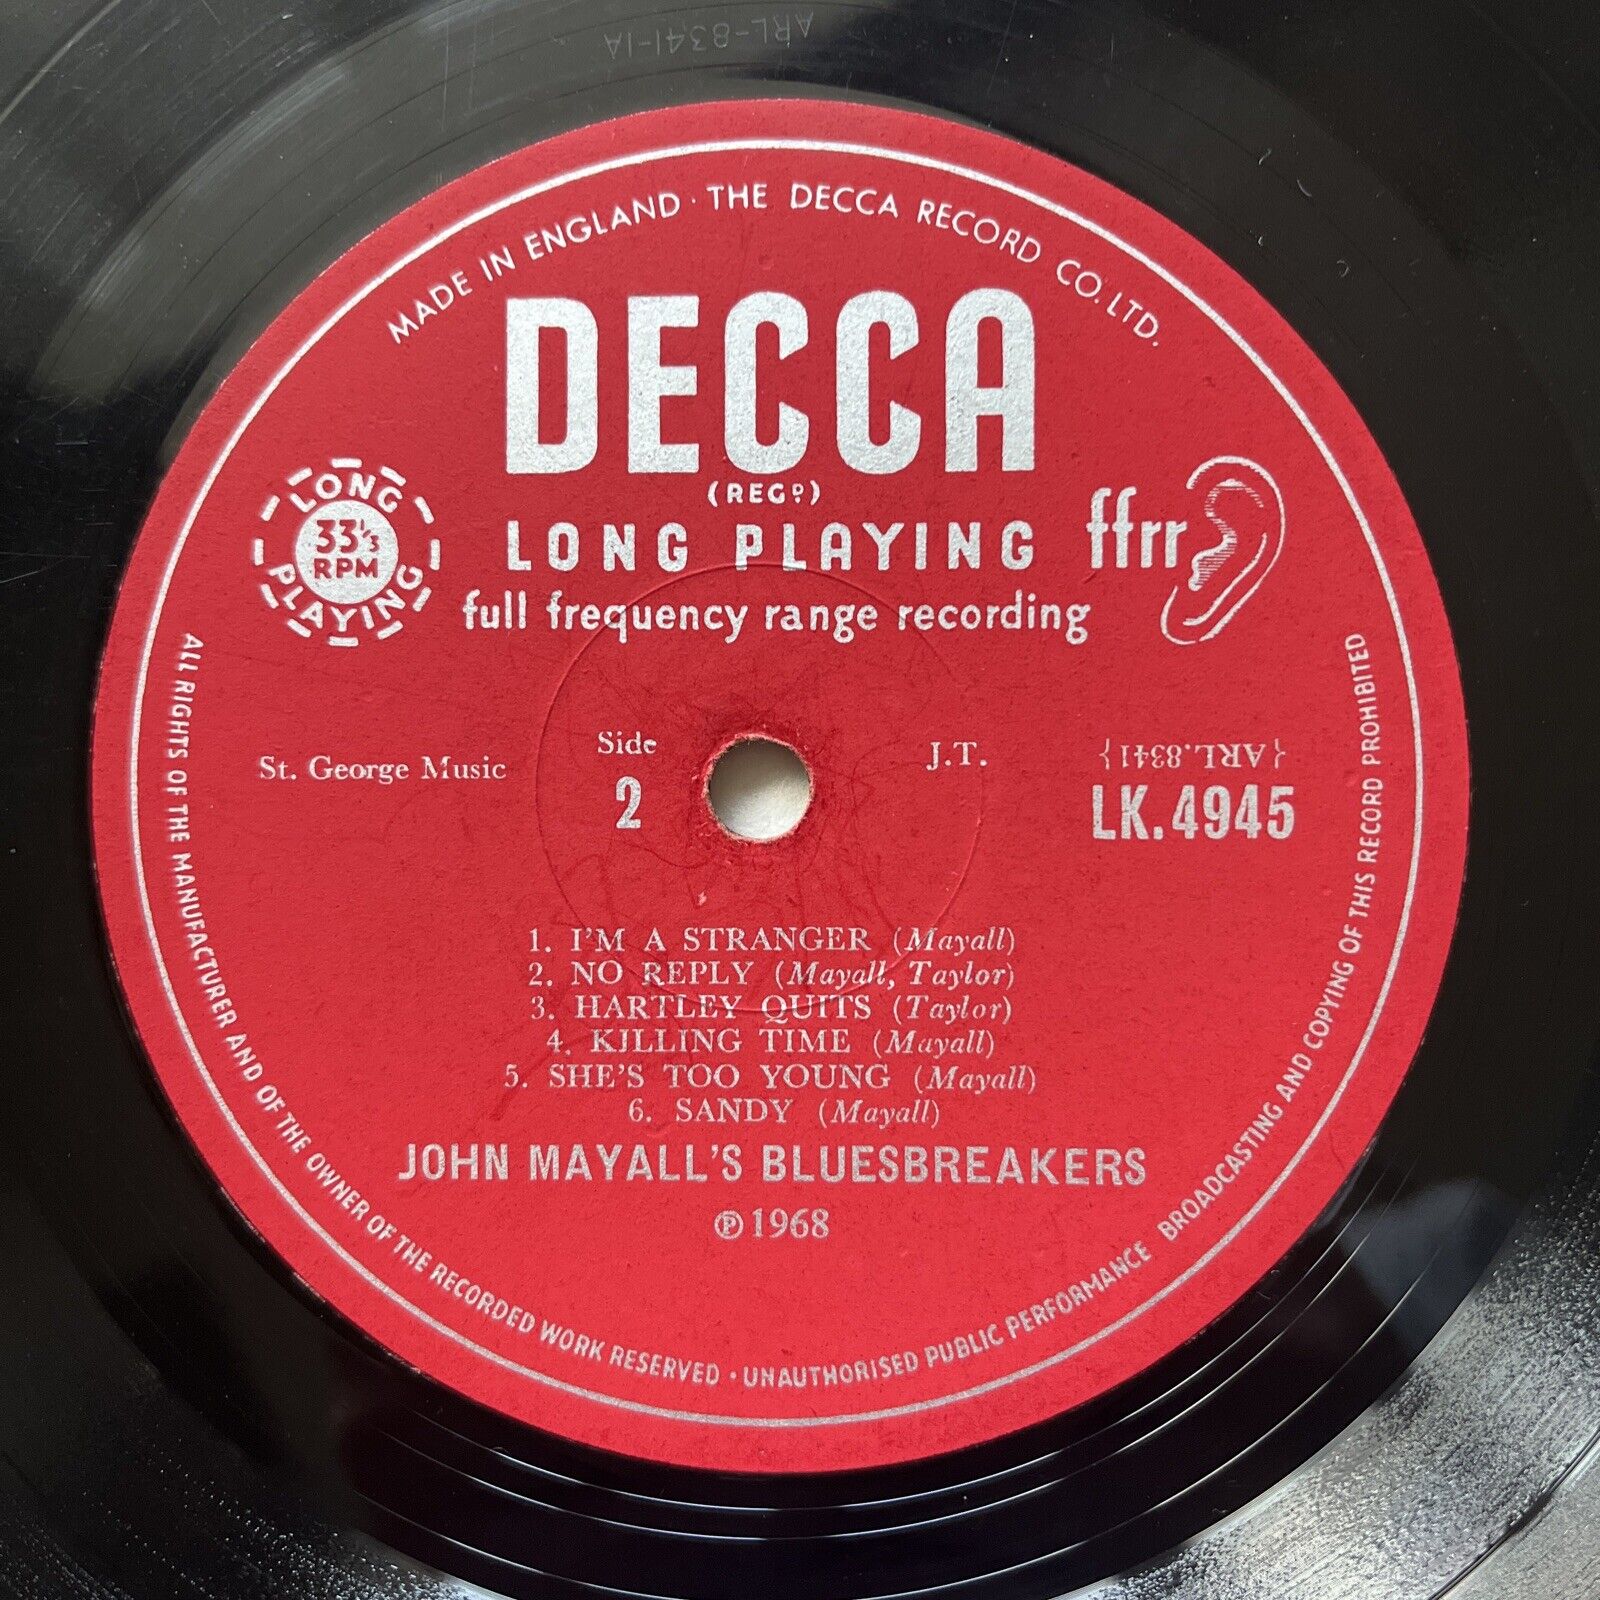 ARL-8341-1A
MADE IN ENGLAND · THE DECCA RECORD CO. LTD.
DECCA
(REGD)
LONG PLAYING
33 1/3
RPM
LONG PLAYING
ffrr
full frequency range recording
St. George Music
Side
2
J.T.
{ARL.8341}
LK.4945
1. I'M A STRANGER (Mayall)
2. NO REPLY (Mayall, Taylor)
3. HARTLEY QUITS (Taylor)
4. KILLING TIME (Mayall)
5. SHE'S TOO YOUNG (Mayall)
6. SANDY (Mayall)
JOHN MAYALL'S BLUESBREAKERS
℗ 1968
ALL RIGHTS OF THE MANUFACTURER AND OF THE OWNER OF THE RECORDED WORK RESERVED · UNAUTHORISED PUBLIC PERFORMANCE BROADCASTING AND COPYING OF THIS RECORD PROHIBITED